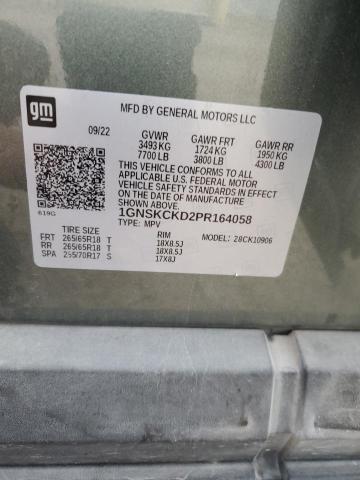 gm
MFD BY GENERAL MOTORS LLC
09/22 GVWR GAWR FRT GAWR RR
3493 KG 1724 KG 1950 KG
7700 LB 3800 LB 4300 LB
THIS VEHICLE CONFORMS TO ALL
APPLICABLE U.S. FEDERAL MOTOR
VEHICLE SAFETY STANDARDS
IN EFFECT ON THE DATE OF MANUFACTURE
SHOWN ABOVE.
619G
1GNSKCKD2PR164058
TYPE: MPV MODEL: 28CK10906
TIRE SIZE RIM
FRT 265/65R18 T 18X8.5J
RR 265/65R18 T 18X8.5J
SPA 255/70R17 S 17X8J